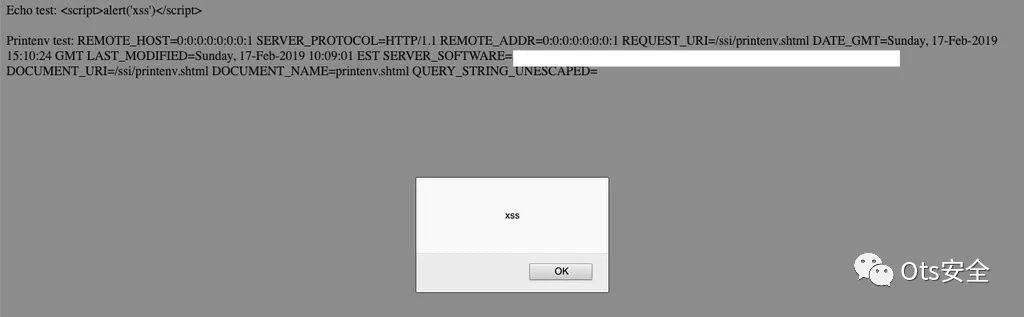 Echo test: <script>alert('xss')</script>
Printenv test: REMOTE_HOST=0:0:0:0:0:0:0:1 SERVER_PROTOCOL=HTTP/1.1 REMOTE_ADDR=0:0:0:0:0:0:0:1 REQUEST_URI=/ssi/printenv.shtml DATE_GMT=Sunday, 17-Feb-2019
15:10:24 GMT LAST_MODIFIED=Sunday, 17-Feb-2019 10:09:01 EST SERVER_SOFTWARE=
DOCUMENT_URI=/ssi/printenv.shtml DOCUMENT_NAME=printenv.shtml QUERY_STRING_UNESCAPED=
xss
OK
Ots安全